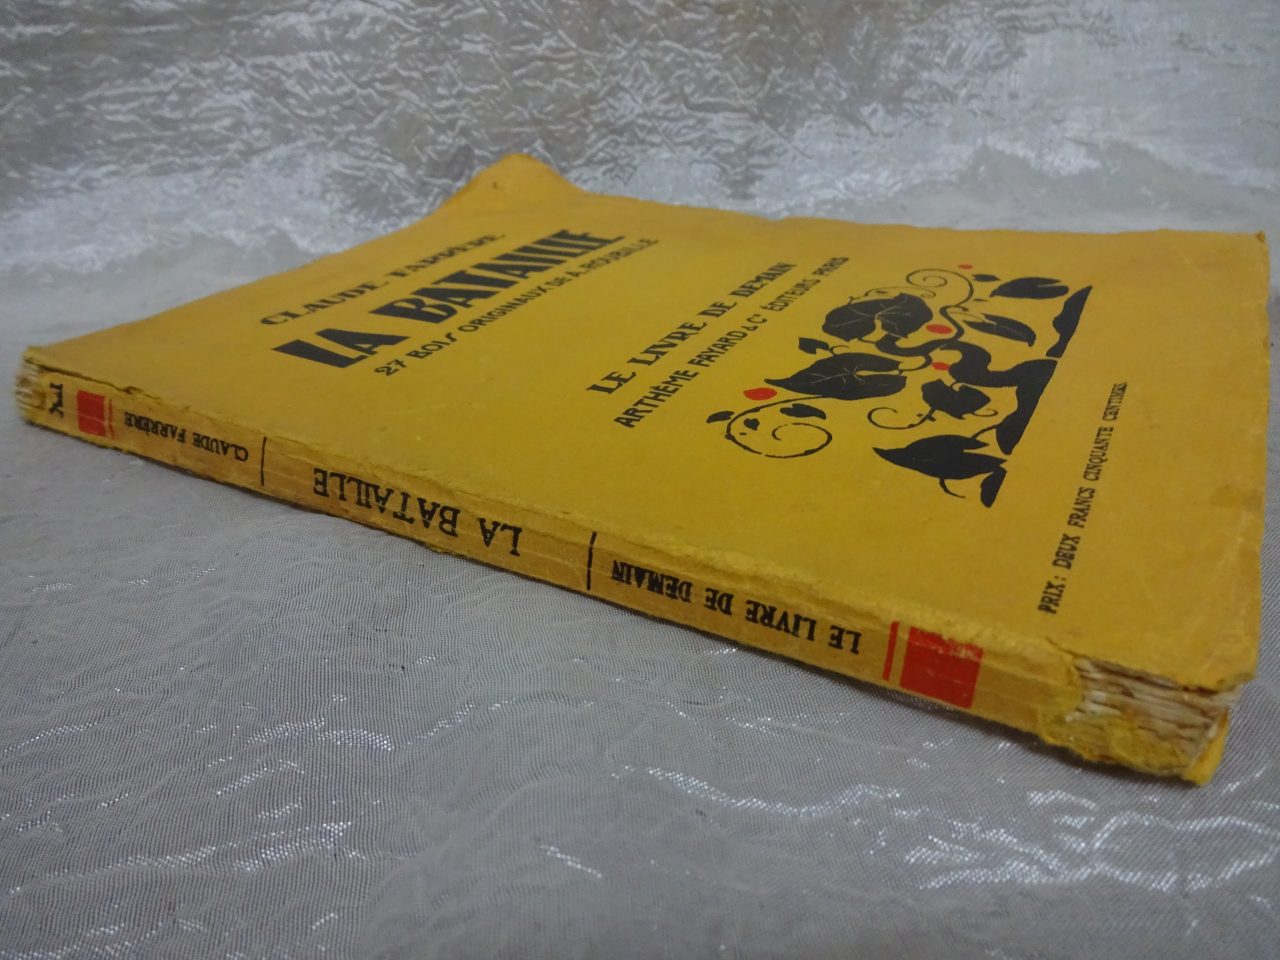 CLAUDE FARRÈRE
LA BATAILLE
27 BOIS ORIGINAUX DE A. ROUBILLE
LE LIVRE DE DEMAIN
ARTHÈME FAYARD & Cie ÉDITEURS PARIS
PRIX: DEUX FRANCS CINQUANTE CENTIMES
LE LIVRE DE DEMAIN
LA BATAILLE
CLAUDE FARRÈRE